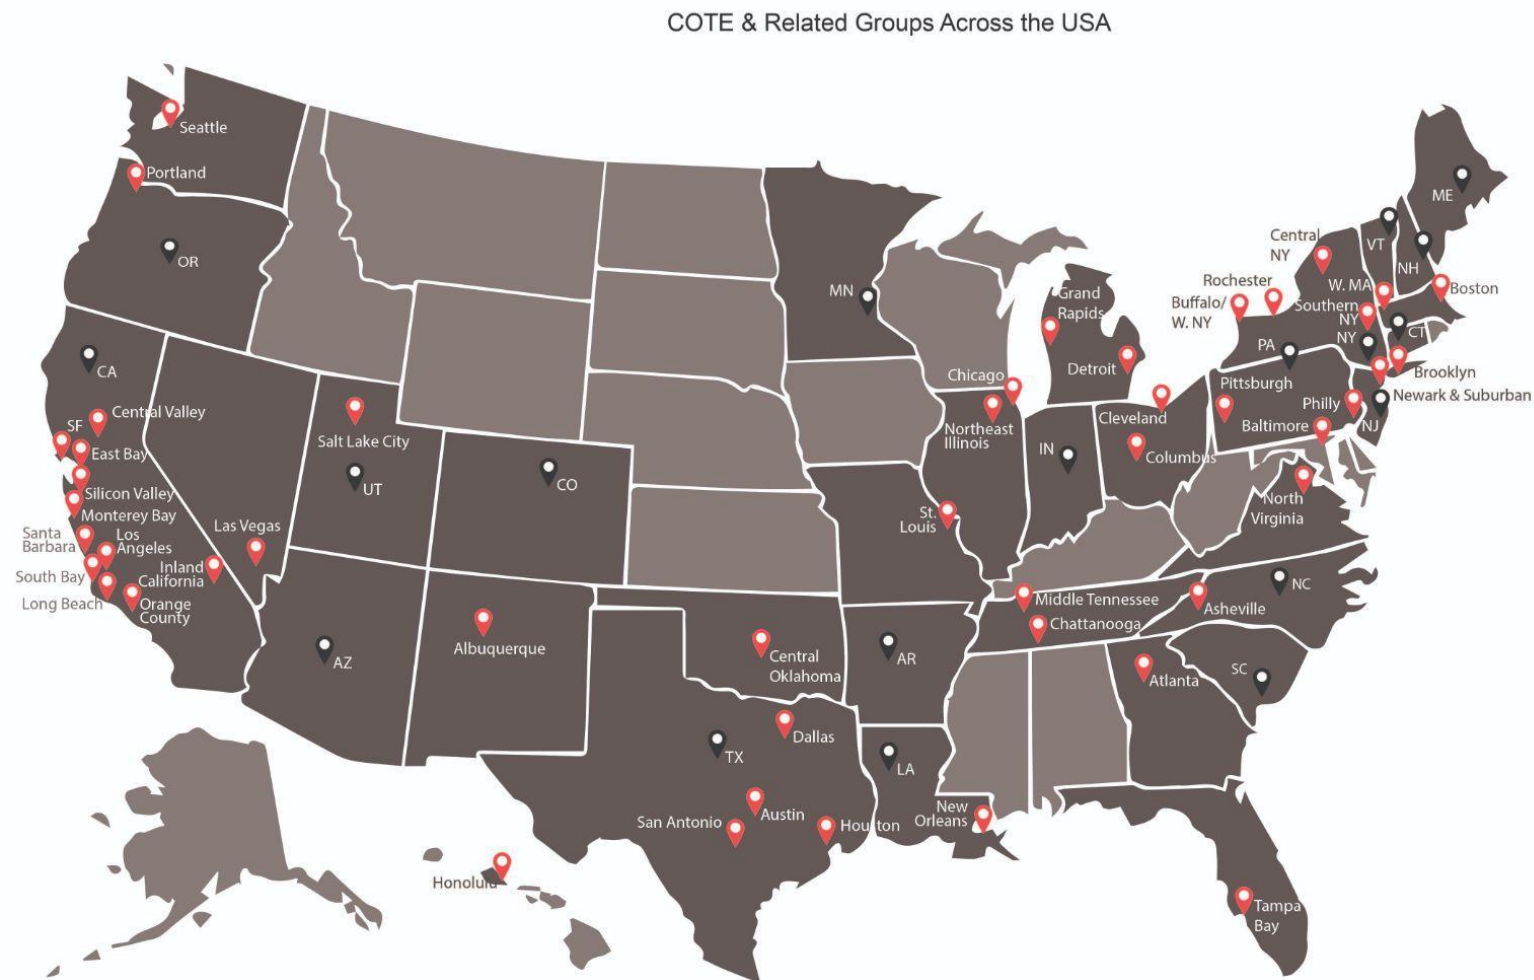 COTE & Related Groups Across the USA
Seattle
Portland
OR
CA
Central Valley
SF
East Bay
Silicon Valley
Monterey Bay
Santa
Barbara
Los
Angeles
South Bay
Inland
California
Long Beach
Orange
County
Las Vegas
Salt Lake City
UT
CO
AZ
Albuquerque
MN
Grand
Rapids
Detroit
Chicago
Northeast
Illinois
IN
Cleveland
Columbus
St.
Louis
Central
Oklahoma
AR
TX
Dallas
Austin
San Antonio
Houston
LA
New
Orleans
Honolulu
Middle Tennessee
Chattanooga
Asheville
NC
SC
Atlanta
Tampa
Bay
North
Virginia
Baltimore
Pittsburgh
Philly
NJ
Newark & Suburban
Brooklyn
PA
NY
Southern
NY
CT
W. MA
Boston
Buffalo/
W. NY
Rochester
Central
NY
VT
NH
ME